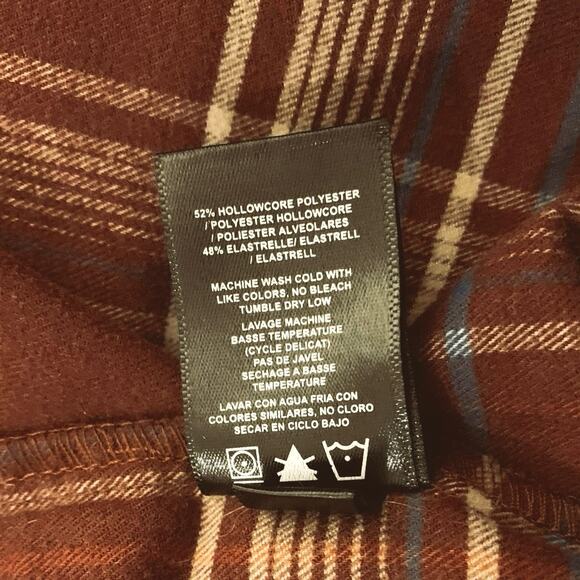 52% HOLLOWCORE POLYESTER
/ POLYESTER HOLLOWCORE
/ POLIESTER ALVEOLARES
48% ELASTRELLE/ ELASTRELL
/ ELASTRELL
MACHINE WASH COLD WITH
LIKE COLORS, NO BLEACH
TUMBLE DRY LOW
LAVAGE MACHINE
BASSE TEMPERATURE
(CYCLE DELICAT)
PAS DE JAVEL
SECHAGE A BASSE
TEMPERATURE
LAVAR CON AGUA FRIA CON
COLORES SIMILARES, NO CLORO
SECAR EN CICLO BAJO